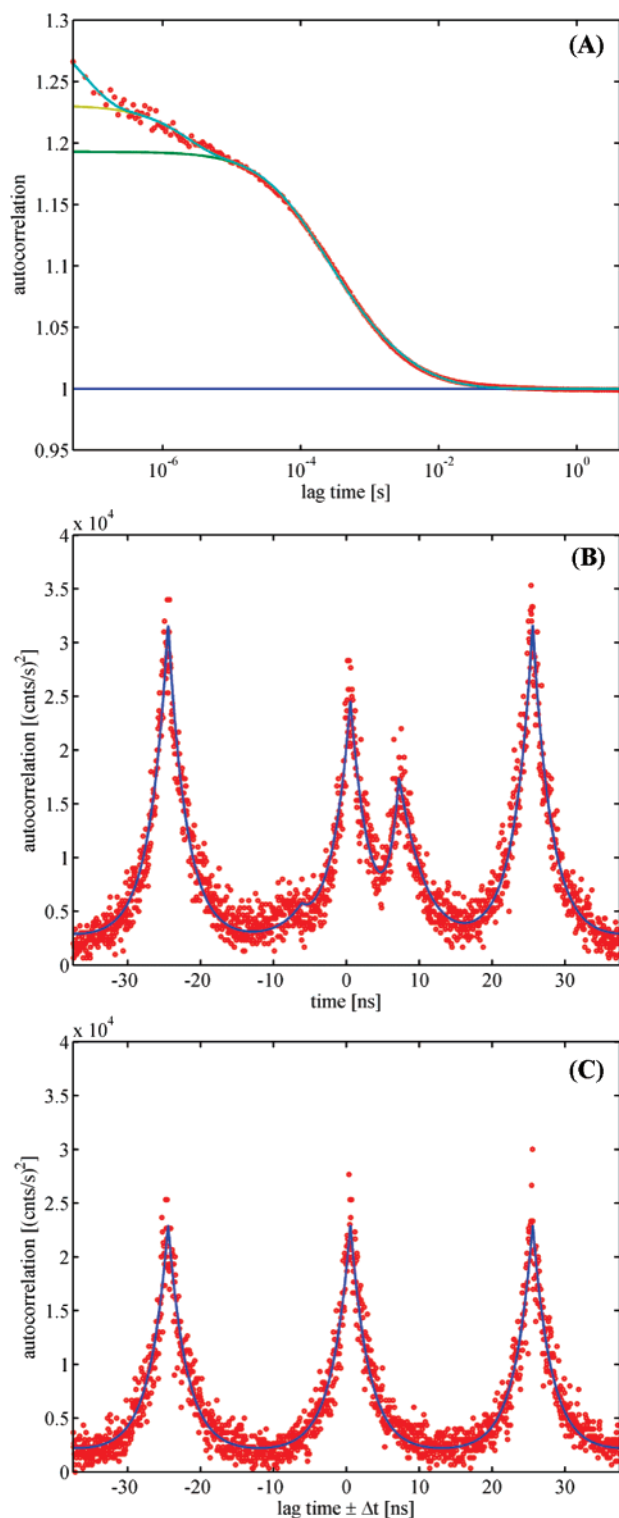 (A)
1.3
1.25
1.2
1.15
1.1
1.05
1
0.95
autocorrelation
10^-6 10^-4 10^-2 10^0
lag time [s]
x 10^4
(B)
4
3.5
3
2.5
2
1.5
1
0.5
0
autocorrelation [(cnts/s)^2]
-30 -20 -10 0 10 20 30
time [ns]
x 10^4
(C)
4
3.5
3
2.5
2
1.5
1
0.5
0
autocorrelation [(cnts/s)^2]
-30 -20 -10 0 10 20 30
lag time ± Δt [ns]